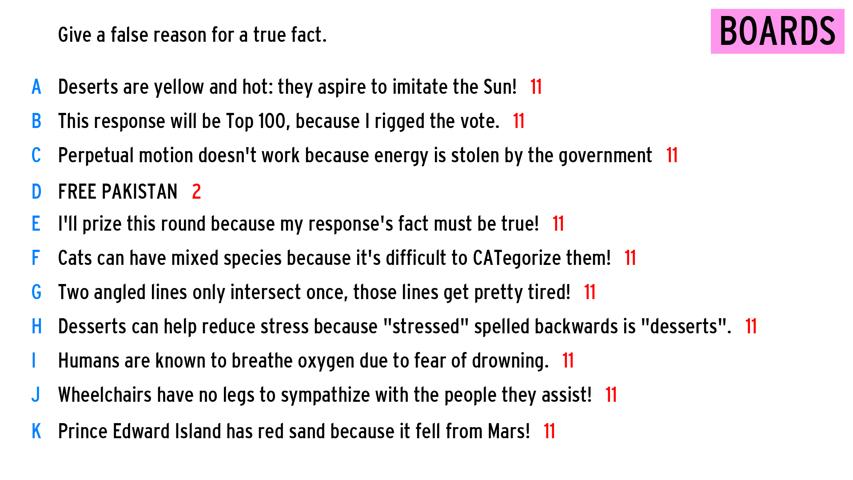 Give a false reason for a true fact.
BOARDS
A Deserts are yellow and hot: they aspire to imitate the Sun! 11
B This response will be Top 100, because I rigged the vote. 11
C Perpetual motion doesn't work because energy is stolen by the government 11
D FREE PAKISTAN 2
E I'll prize this round because my response's fact must be true! 11
F Cats can have mixed species because it's difficult to CATegorize them! 11
G Two angled lines only intersect once, those lines get pretty tired! 11
H Desserts can help reduce stress because "stressed" spelled backwards is "desserts". 11
I Humans are known to breathe oxygen due to fear of drowning. 11
J Wheelchairs have no legs to sympathize with the people they assist! 11
K Prince Edward Island has red sand because it fell from Mars! 11